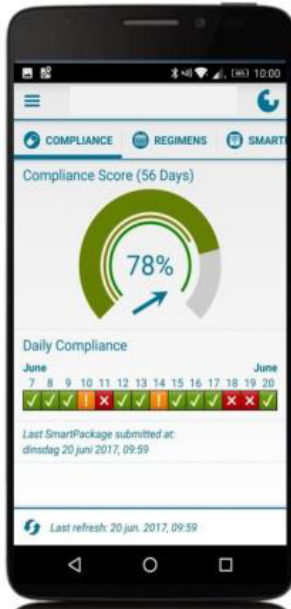 10:00
COMPLIANCE REGIMENS SMART
Compliance Score (56 Days)
78%
Daily Compliance
June June
7 8 9 10 11 12 13 14 15 16 17 18 19 20
Last SmartPackage submitted at:
dinsdag 20 juni 2017, 09:59
Last refresh: 20 jun. 2017, 09:59